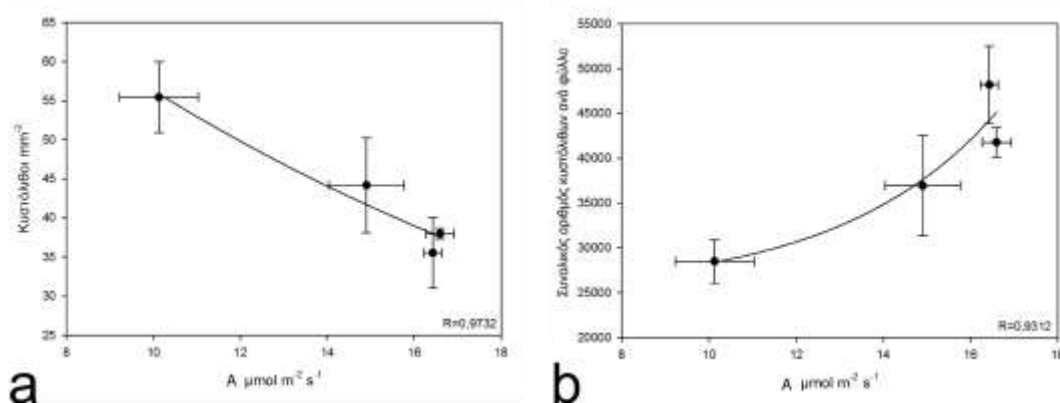 Κυστόλιθοι mm-2
60
55
50
45
40
35
30
25
R=0,9732
8 10 12 14 16 18
A μmol m-2 s-1
a
Συνολικός αριθμός κυστόλιθων ανά φύλλο
55000
50000
45000
40000
35000
30000
25000
20000
R=0,9312
8 10 12 14 16 18
A μmol m-2 s-1
b